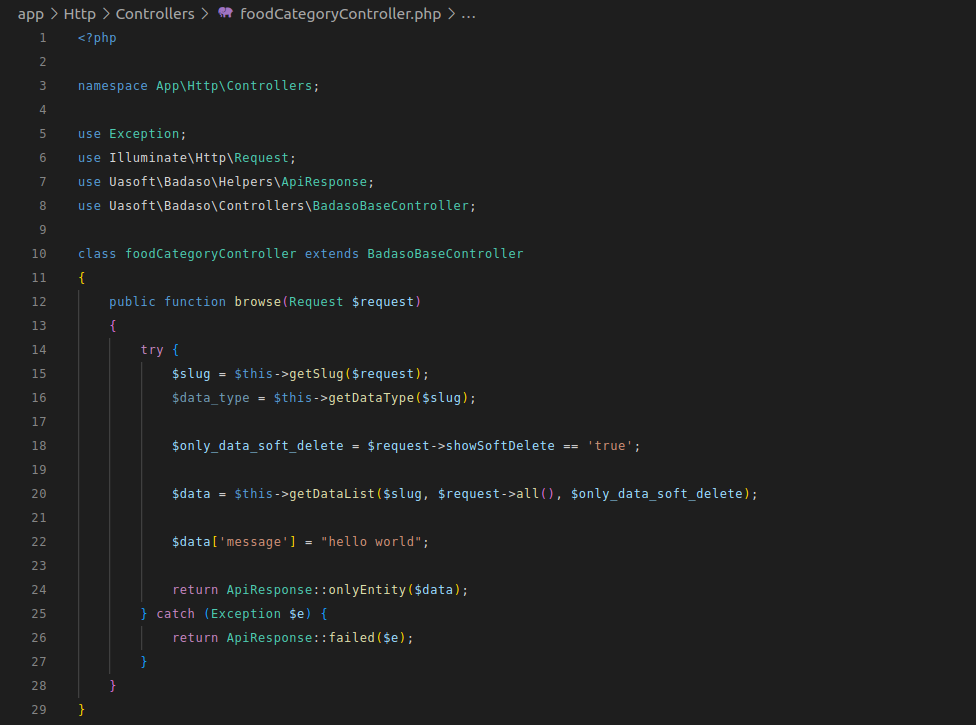 app > Http > Controllers > foodCategoryController.php > ...
1 <?php
2
3 namespace App\Http\Controllers;
4
5 use Exception;
6 use Illuminate\Http\Request;
7 use Uasoft\Badaso\Helpers\ApiResponse;
8 use Uasoft\Badaso\Controllers\BadasoBaseController;
9
10 class foodCategoryController extends BadasoBaseController
11 {
12     public function browse(Request $request)
13     {
14         try {
15             $slug = $this->getSlug($request);
16             $data_type = $this->getDataType($slug);
17
18             $only_data_soft_delete = $request->showSoftDelete == 'true';
19
20             $data = $this->getDataList($slug, $request->all(), $only_data_soft_delete);
21
22             $data['message'] = "hello world";
23
24             return ApiResponse::onlyEntity($data);
25         } catch (Exception $e) {
26             return ApiResponse::failed($e);
27         }
28     }
29 }